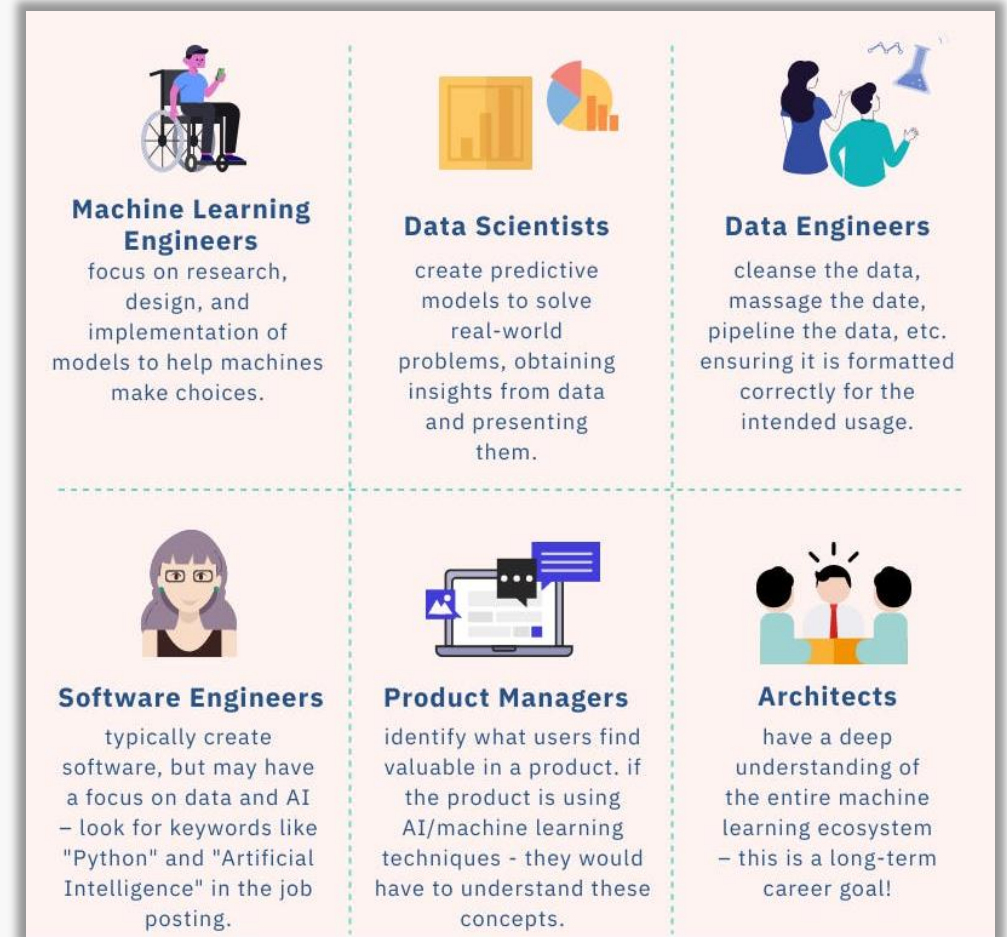 Machine Learning
Engineers
focus on research,
design, and
implementation of
models to help machines
make choices.
Data Scientists
create predictive
models to solve
real-world
problems, obtaining
insights from data
and presenting
them.
Data Engineers
cleanse the data,
massage the date,
pipeline the data, etc.
ensuring it is formatted
correctly for the
intended usage.
Software Engineers
typically create
software, but may have
a focus on data and AI
– look for keywords like
"Python" and "Artificial
Intelligence" in the job
posting.
Product Managers
identify what users find
valuable in a product. if
the product is using
AI/machine learning
techniques - they would
have to understand these
concepts.
Architects
have a deep
understanding of
the entire machine
learning ecosystem
– this is a long-term
career goal!